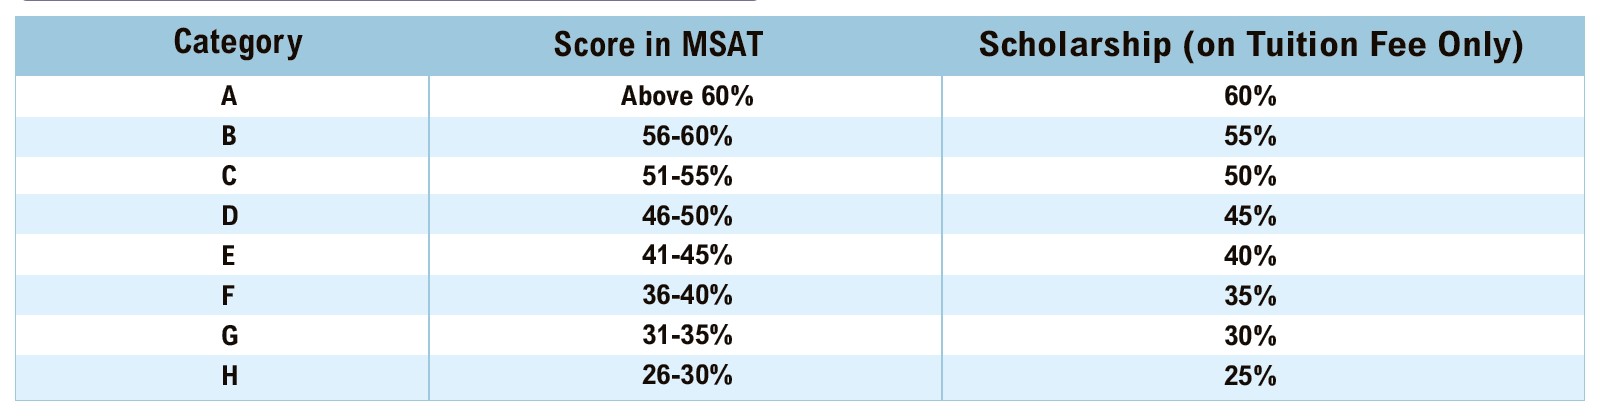 Category Score in MSAT Scholarship (on Tuition Fee Only)
A Above 60% 60%
B 56-60% 55%
C 51-55% 50%
D 46-50% 45%
E 41-45% 40%
F 36-40% 35%
G 31-35% 30%
H 26-30% 25%